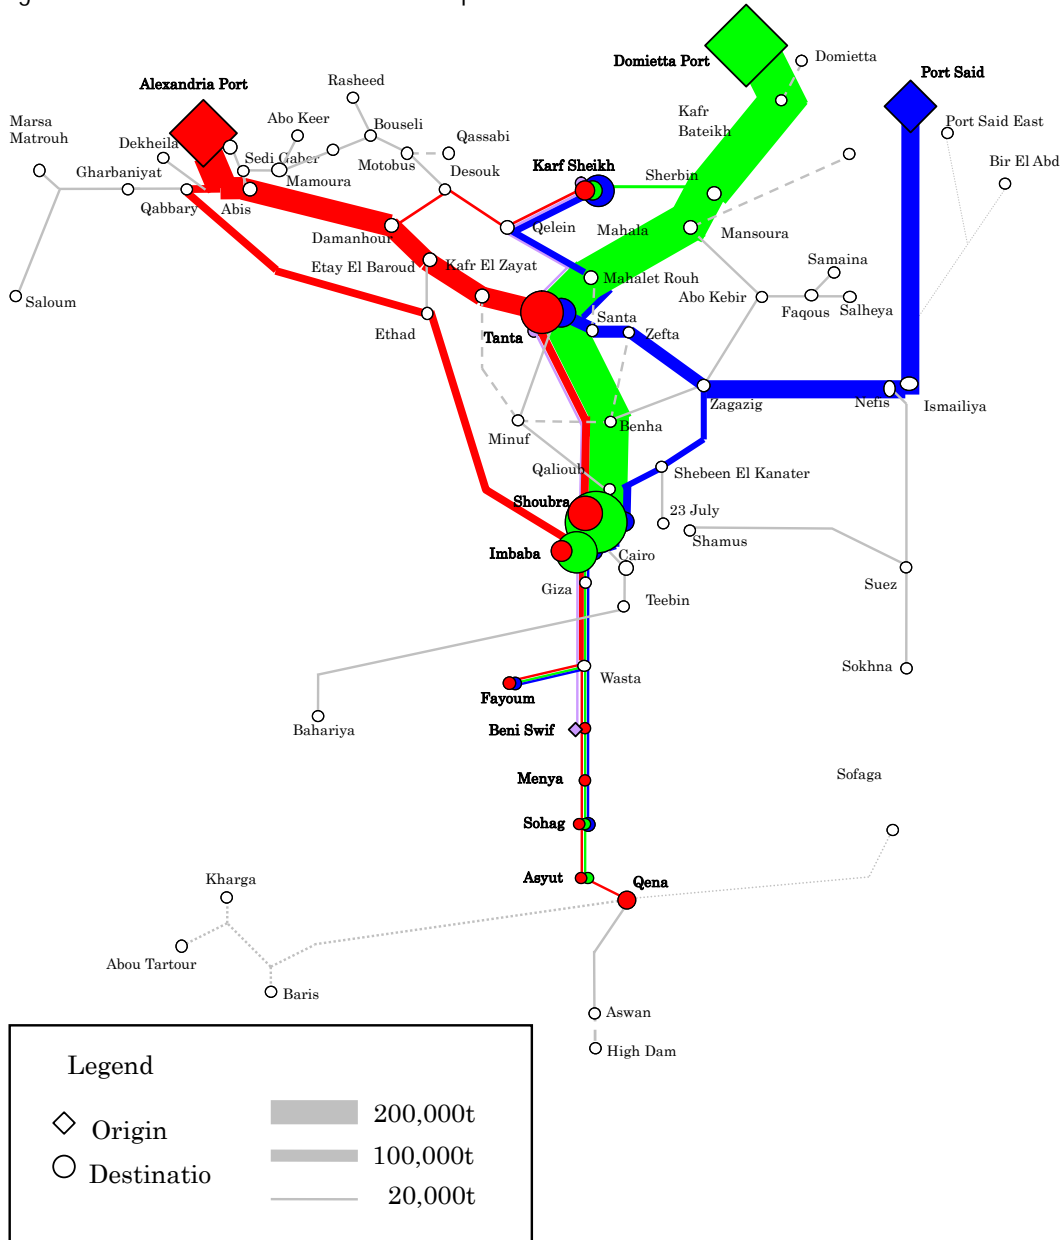 Domietta
Domietta Port
Port Said
Rasheed
Alexandria Port
Kafr
Bateikh
Marsa
Matrouh
Abo Keer
Bouseli
Qassabi
Port Said East
Dekheila
Sedi Gaber
Motobus
Karf Sheikh
Bir El Abd
Gharbaniyat
Mamoura
Desouk
Sherbin
Qabbary
Abis
Damanhour
Qelein
Mahala
Mansoura
Etay El Baroud
Kafr El Zayat
Mahalet Rouh
Samaina
Saloum
Abo Kebir
Faqous
Salheya
Ethad
Tanta
Santa
Zefta
Zagazig
Nefis
Ismailiya
Minuf
Benha
Qalioub
Shebeen El Kanater
Shoubra
23 July
Shamus
Imbaba
Cairo
Giza
Teebin
Suez
Wasta
Sokhna
Fayoum
Bahariya
Beni Swif
Menya
Sofaga
Sohag
Asyut
Qena
Kharga
Abou Tartour
Baris
Aswan
High Dam
Legend
Origin
Destinatio
200,000t
100,000t
20,000t